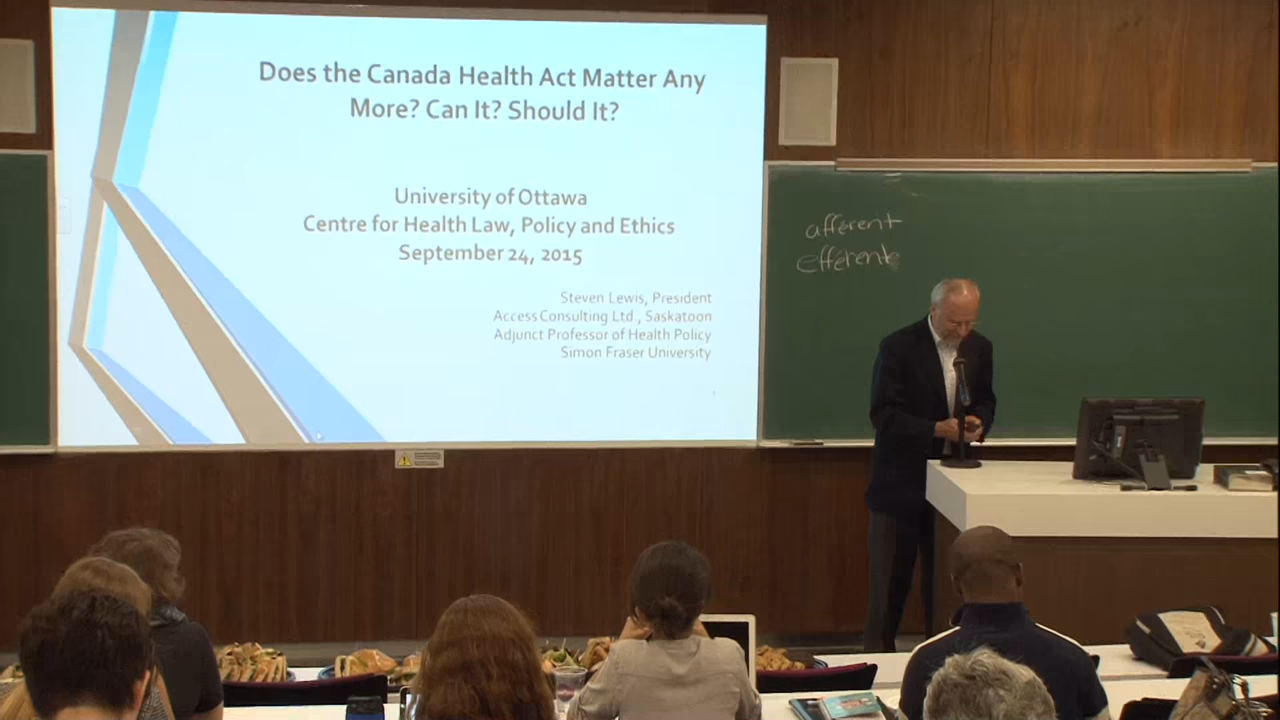 Does the Canada Health Act Matter Any
More? Can It? Should It?
University of Ottawa
Centre for Health Law, Policy and Ethics
September 24, 2015
Steven Lewis, President
Access Consulting Ltd., Saskatoon
Adjunct Professor of Health Policy
Simon Fraser University
afférent
efférente